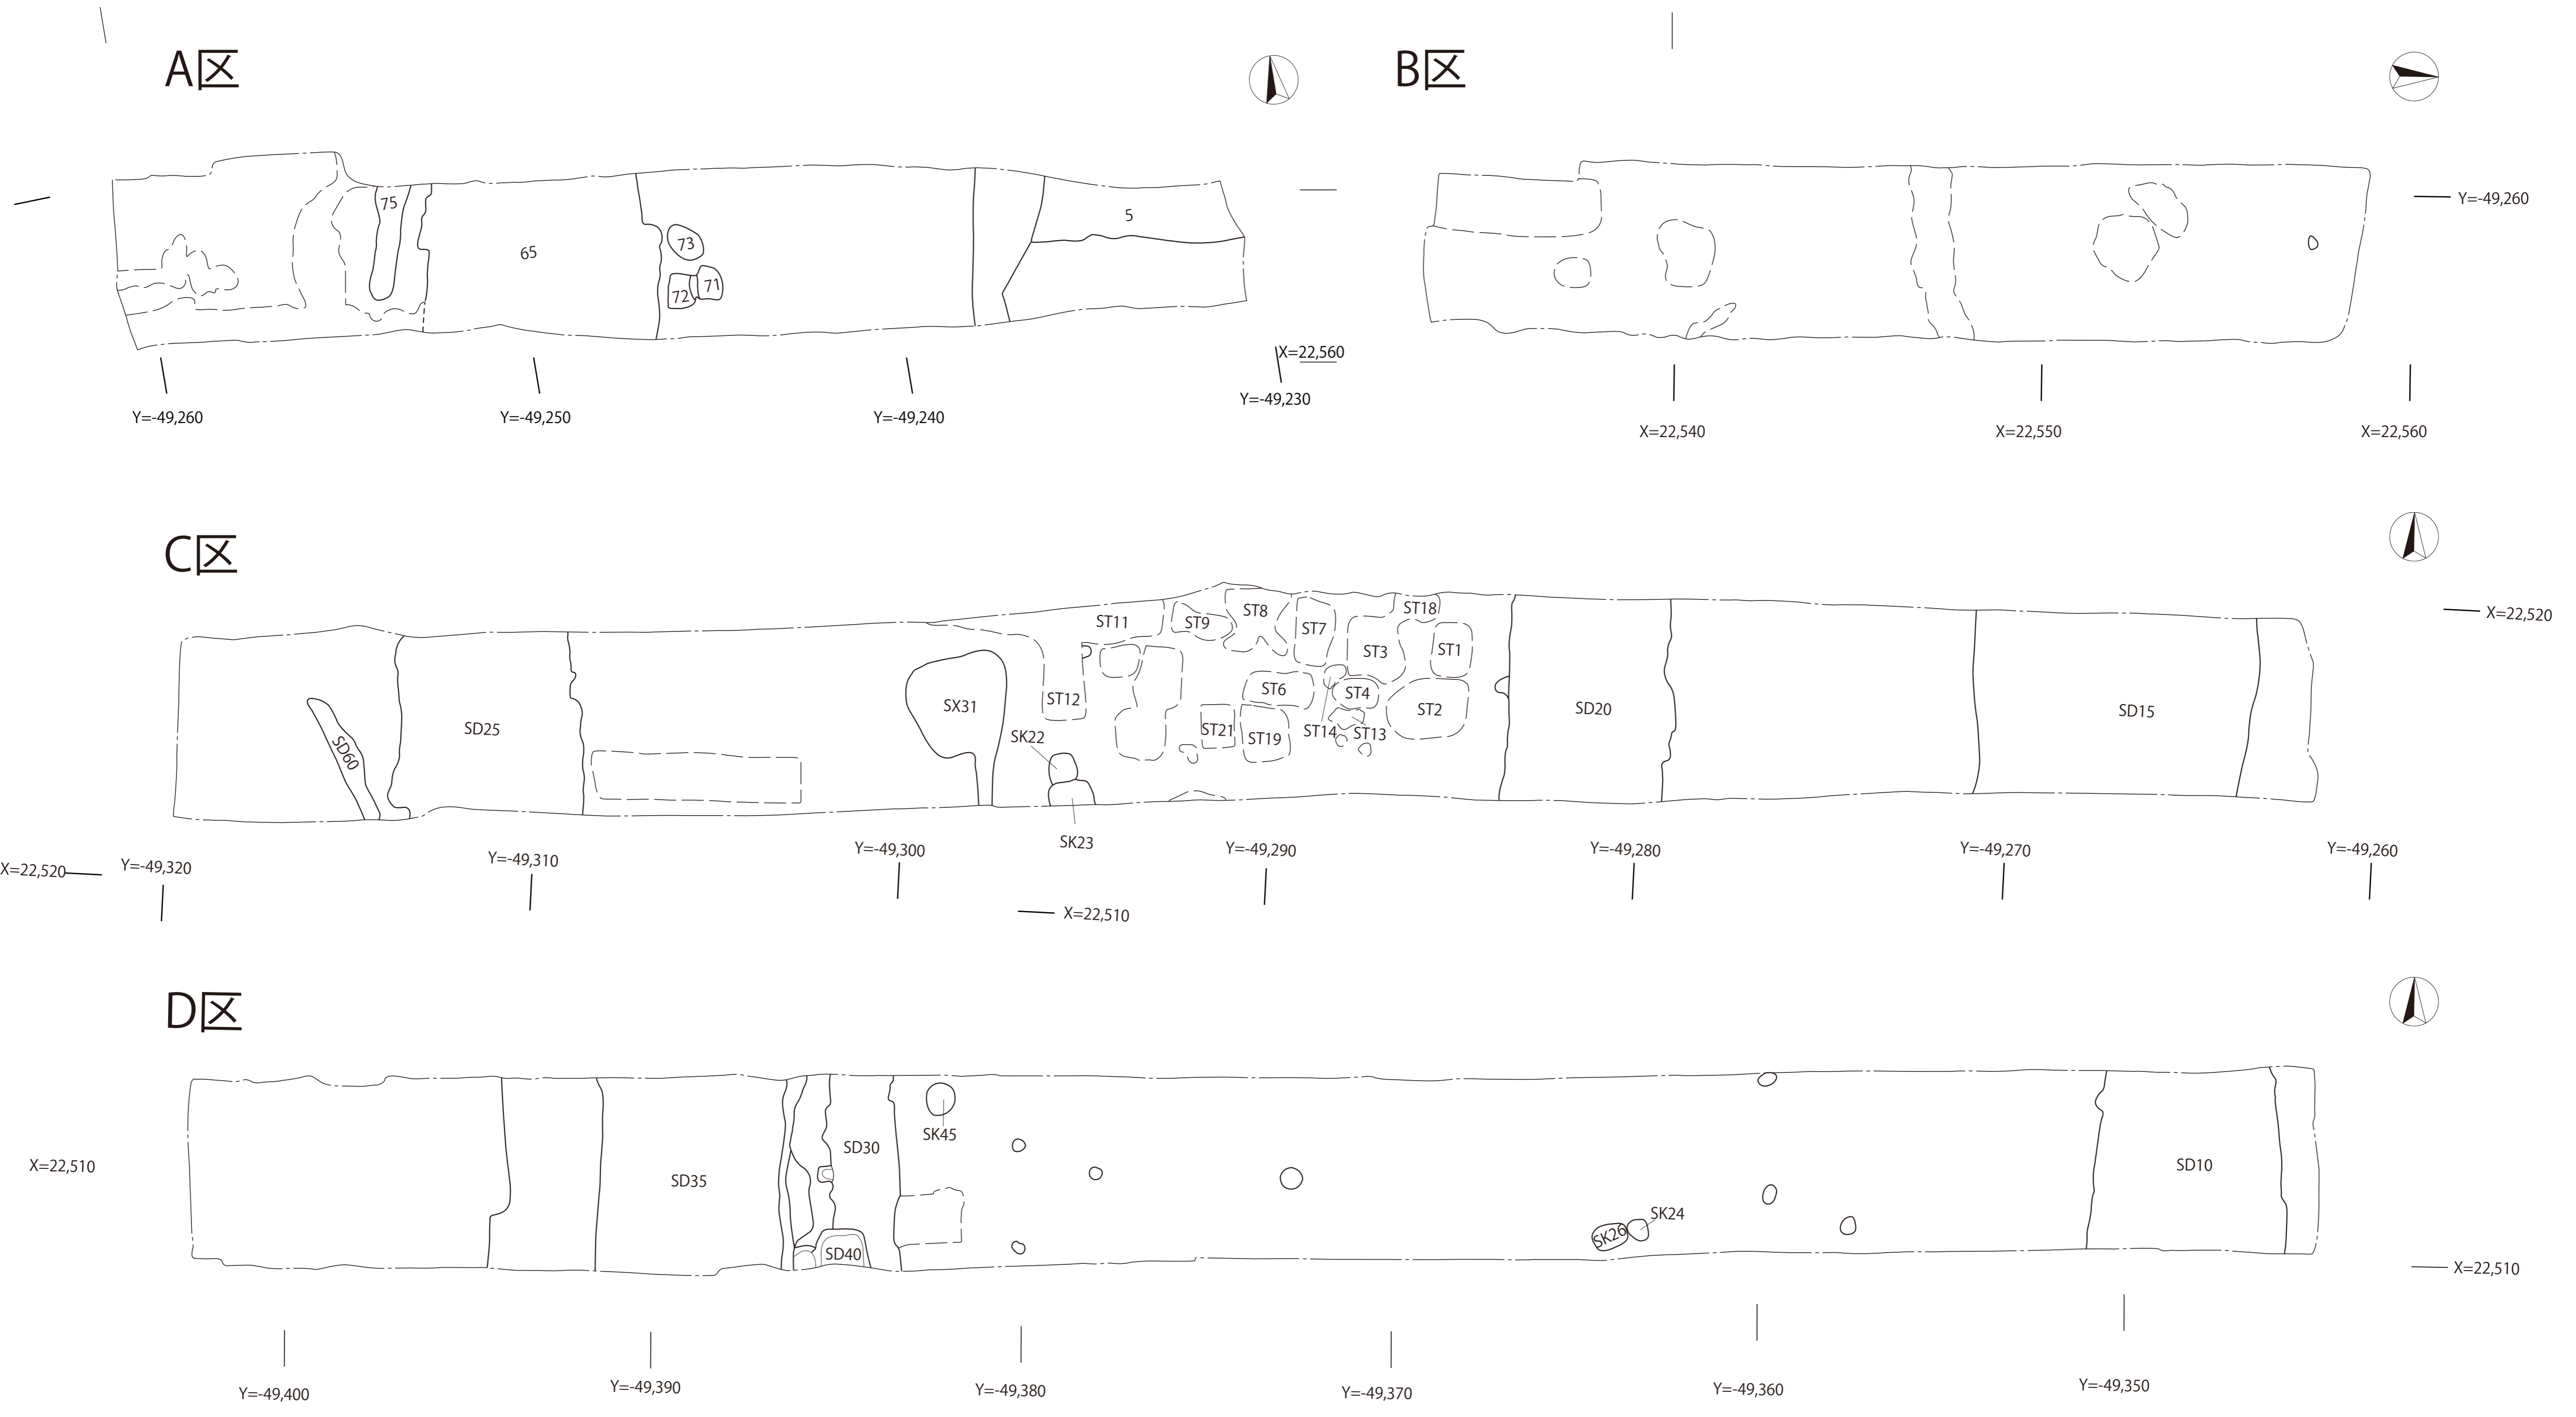 A区
75
65
73
72
71
5
X=22,560
Y=-49,260
Y=-49,250
Y=-49,240
Y=-49,230
B区
Y=-49,260
X=22,540
X=22,550
X=22,560
C区
X=22,520
ST11
ST9
ST8
ST7
ST18
ST3
ST1
ST12
ST6
ST4
ST2
ST21
ST19
ST14
ST13
SX31
SD25
SD60
SK22
SK23
SD20
SD15
X=22,520
Y=-49,320
Y=-49,310
Y=-49,300
Y=-49,290
Y=-49,280
Y=-49,270
Y=-49,260
X=22,510
D区
X=22,510
SD35
SD30
SD40
SK45
SK26
SK24
SD10
X=22,510
Y=-49,400
Y=-49,390
Y=-49,380
Y=-49,370
Y=-49,360
Y=-49,350